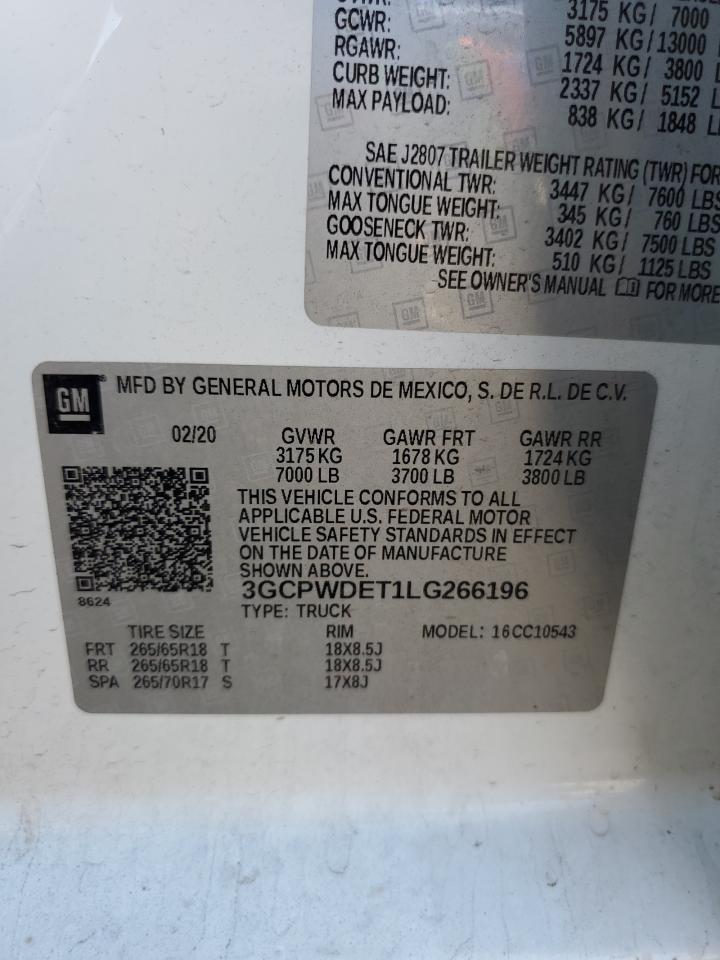 3175 KG/ 7000
GCWR: 5897 KG/13000
RGAWR: 1724 KG/ 3800
CURB WEIGHT: 2337 KG/ 5152
MAX PAYLOAD: 838 KG/ 1848
SAE J2807 TRAILER WEIGHT RATING (TWR) FOR
CONVENTIONAL TWR: 3447 KG/ 7600 LBS
MAX TONGUE WEIGHT: 345 KG/ 760 LBS
GOOSENECK TWR: 3402 KG/ 7500 LBS
MAX TONGUE WEIGHT: 510 KG/ 1125 LBS
SEE OWNER'S MANUAL FOR MORE
GM
MFD BY GENERAL MOTORS DE MEXICO, S. DE R.L. DE C.V.
02/20 GVWR GAWR FRT GAWR RR
3175 KG 1678 KG 1724 KG
7000 LB 3700 LB 3800 LB
THIS VEHICLE CONFORMS TO ALL
APPLICABLE U.S. FEDERAL MOTOR
VEHICLE SAFETY STANDARDS IN EFFECT
ON THE DATE OF MANUFACTURE
SHOWN ABOVE.
3GCPWDET1LG266196
8624
TYPE: TRUCK
TIRE SIZE RIM MODEL: 16CC10543
FRT 265/65R18 T 18X8.5J
RR 265/65R18 T 18X8.5J
SPA 265/70R17 S 17X8J